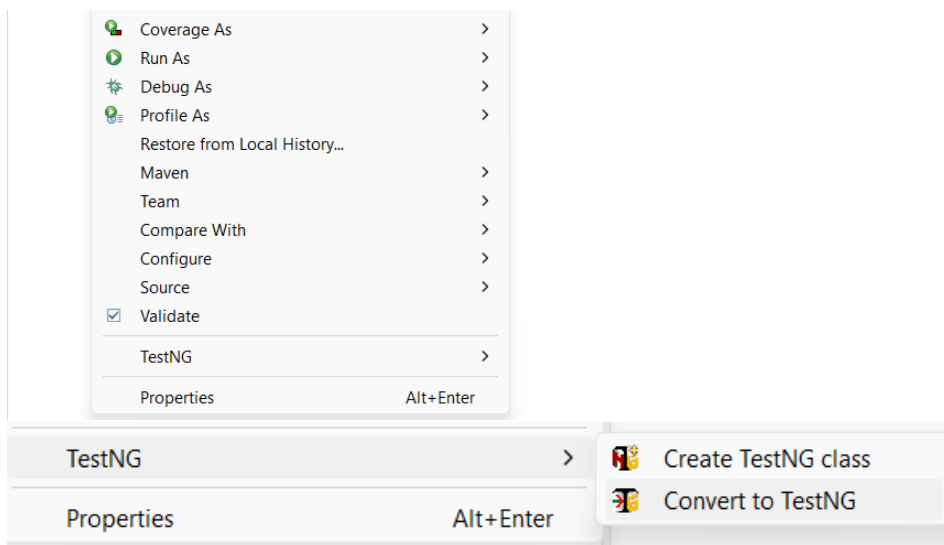 Coverage As
Run As
Debug As
Profile As
Restore from Local History...
Maven
Team
Compare With
Configure
Source
Validate
TestNG
Properties Alt+Enter
TestNG
Create TestNG class
Convert to TestNG
Properties Alt+Enter